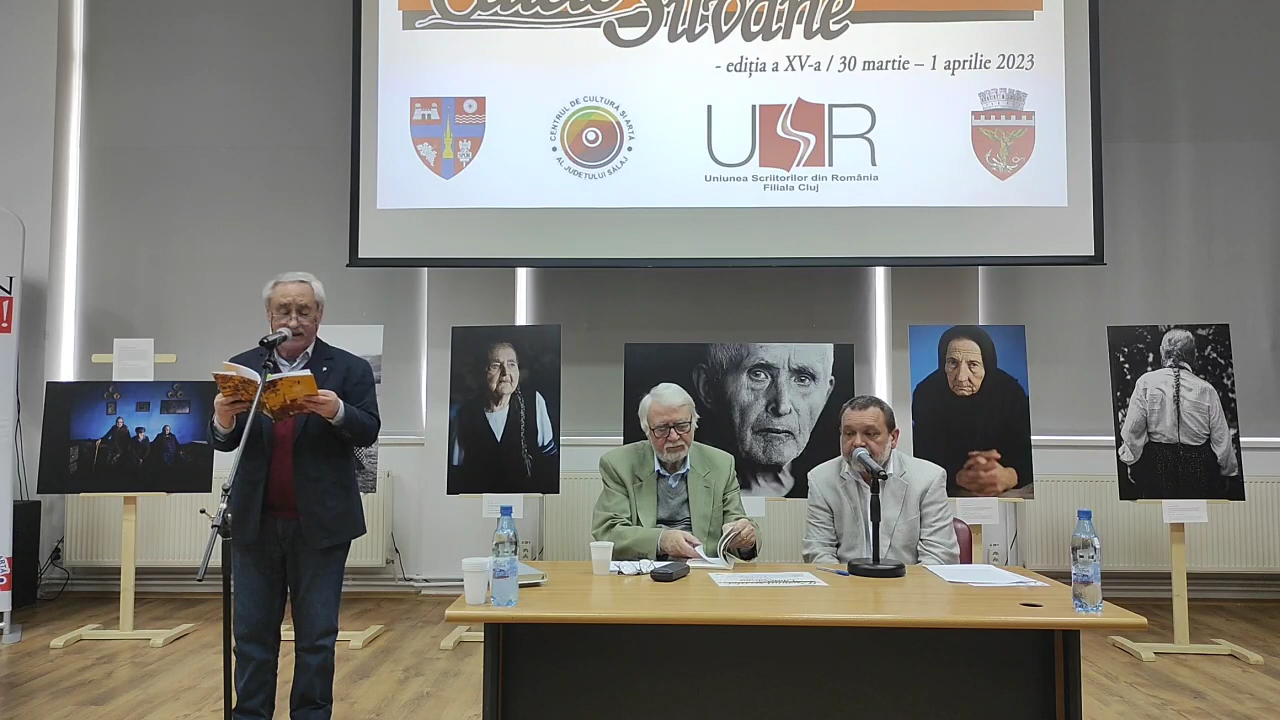 Caiete Silvane
- ediția a XV-a / 30 martie – 1 aprilie 2023
CENTRUL DE CULTURĂ ȘI ARTĂ
AL JUDEȚULUI SĂLAJ
USR
Uniunea Scriitorilor din România
Filiala Cluj
N
!